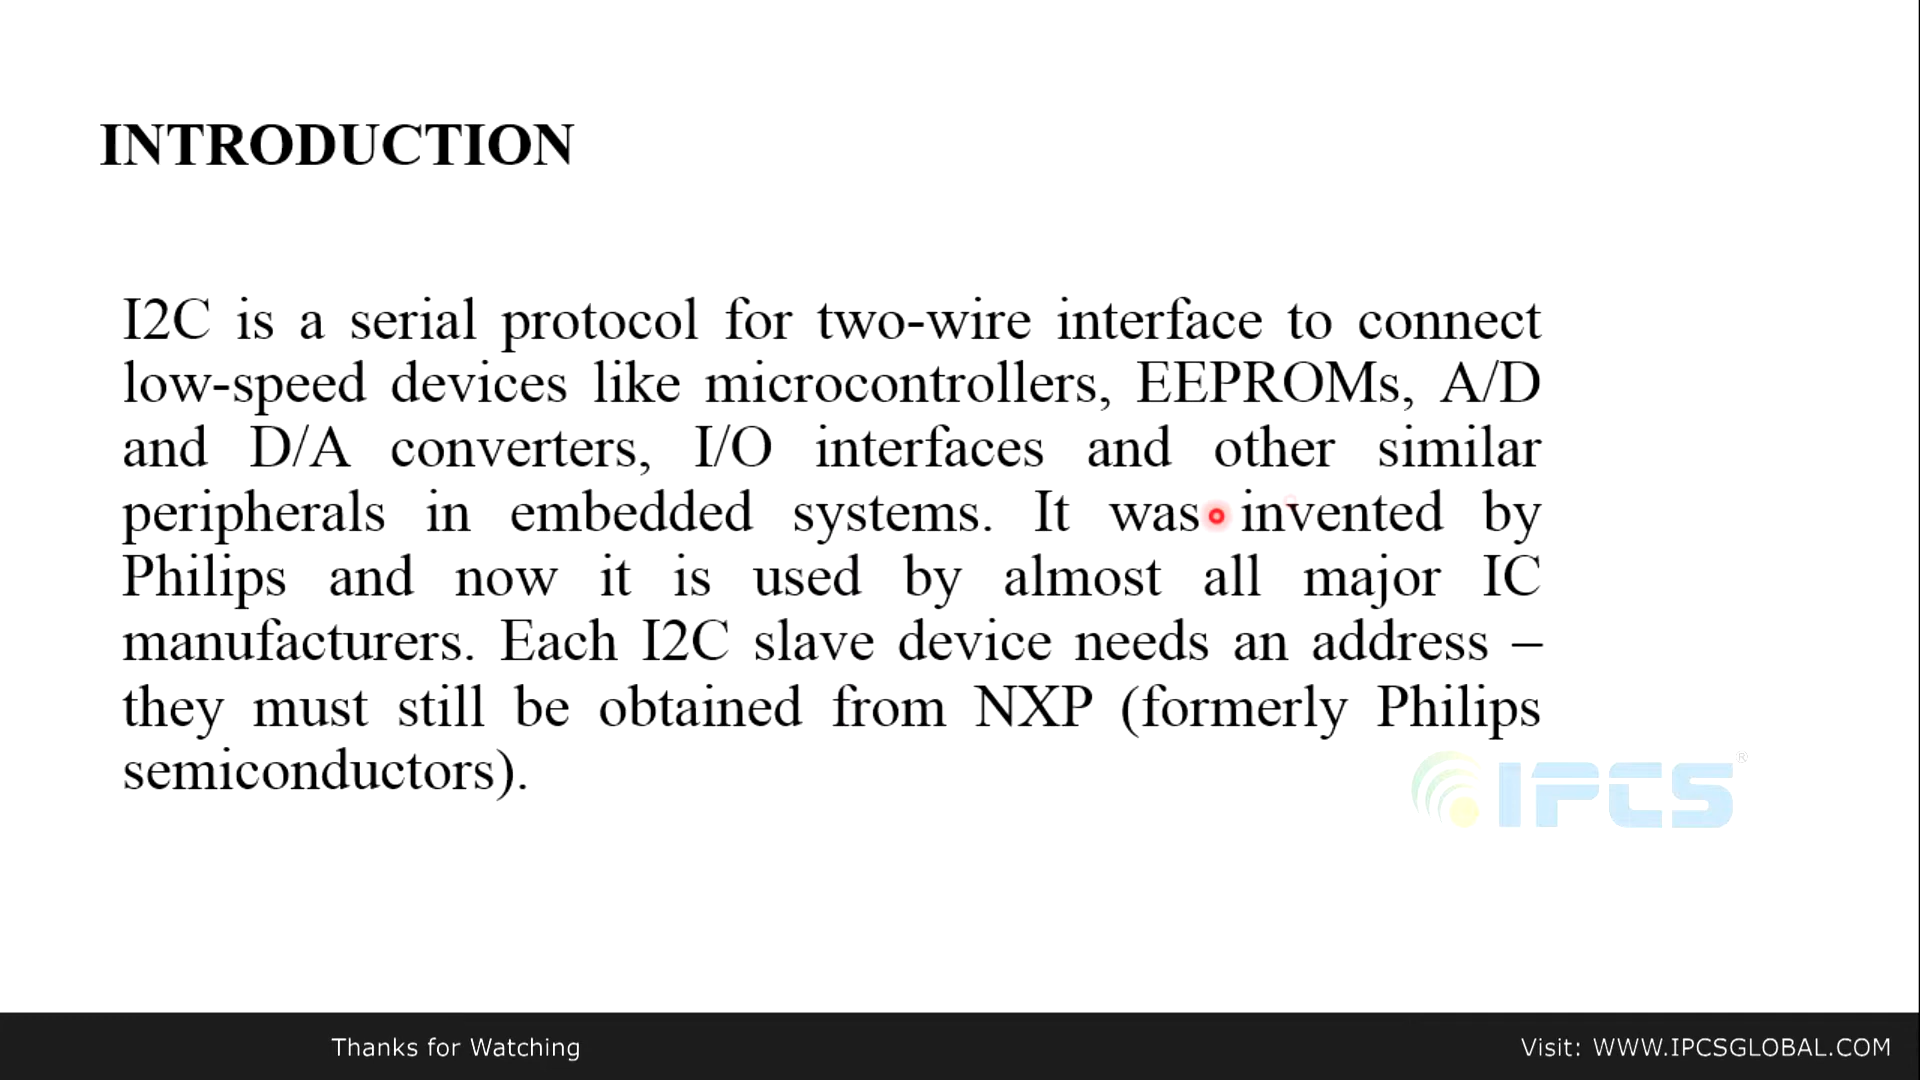 INTRODUCTION
I2C is a serial protocol for two-wire interface to connect
low-speed devices like microcontrollers, EEPROMs, A/D
and D/A converters, I/O interfaces and other similar
peripherals in embedded systems. It was invented by
Philips and now it is used by almost all major IC
manufacturers. Each I2C slave device needs an address –
they must still be obtained from NXP (formerly Philips
semiconductors).
IPCS®
Thanks for Watching
Visit: WWW.IPCSGLOBAL.COM